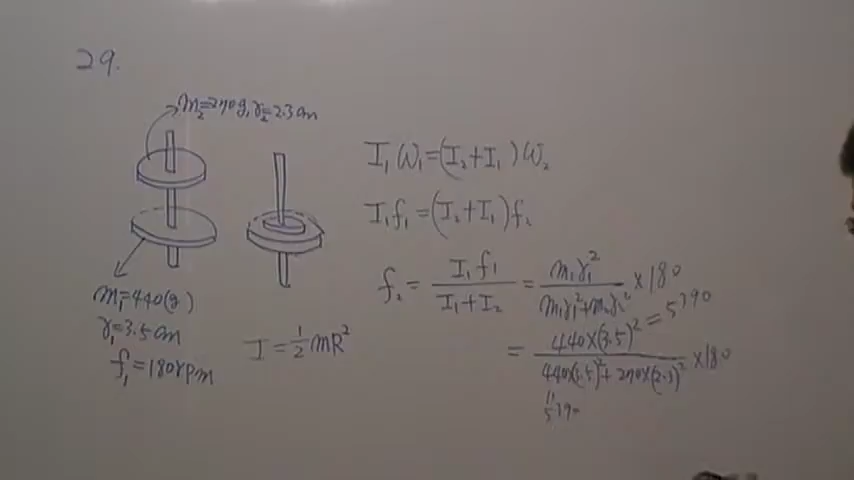 29.
m₂=270g, r₂=2.3cm
m₁=440(g)
r₁=3.5cm
f₁=180rpm
I=½mR²
I₁ω₁=(I₂+I₁)ω₂
I₁f₁=(I₂+I₁)f₂
f₂= I₁f₁/(I₁+I₂) = m₁r₁²/(m₁r₁²+m₂r₂²) ×180
= 440×(3.5)²/(440×(3.5)²+270×(2.3)²) ×180
=5390
5390